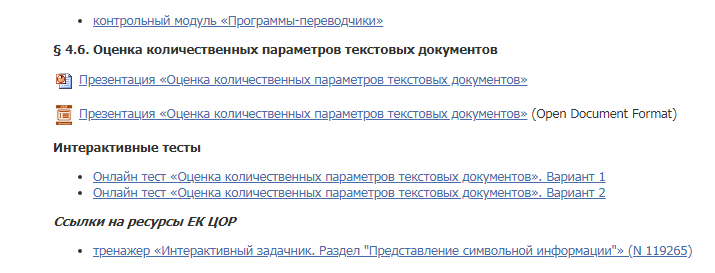 контрольный модуль «Программы-переводчики»
§ 4.6. Оценка количественных параметров текстовых документов
Презентация «Оценка количественных параметров текстовых документов»
Презентация «Оценка количественных параметров текстовых документов» (Open Document Format)
Интерактивные тесты
Онлайн тест «Оценка количественных параметров текстовых документов». Вариант 1
Онлайн тест «Оценка количественных параметров текстовых документов». Вариант 2
Ссылки на ресурсы ЕК ЦОР
тренажер «Интерактивный задачник. Раздел "Представление символьной информации"» (N 119265)